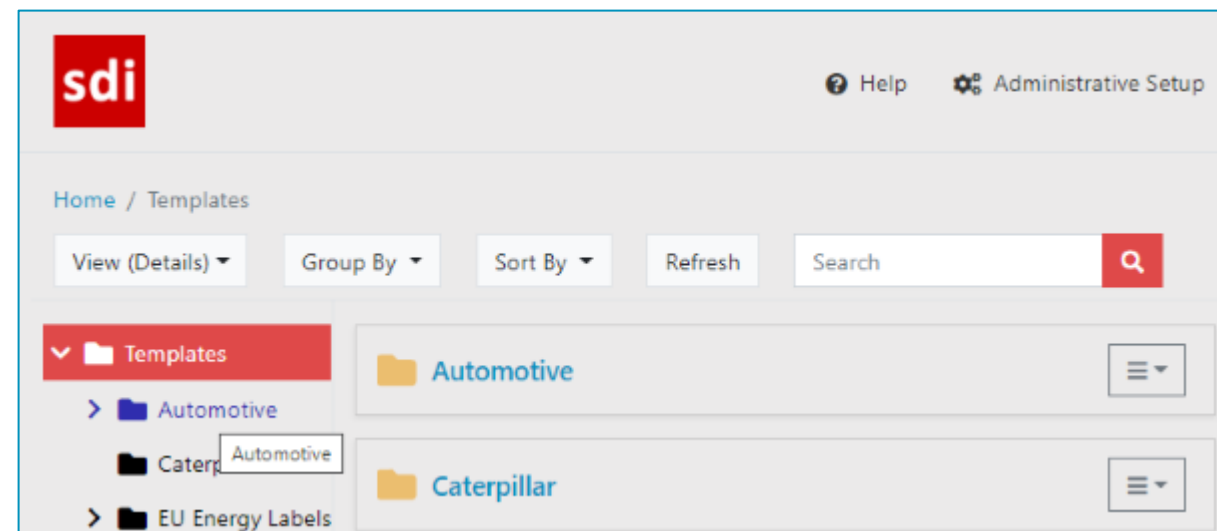 sdi
Help Administrative Setup
Home / Templates
View (Details) Group By Sort By Refresh Search
Templates
Automotive
Automotive
Cater
Automotive
Caterpillar
EU Energy Labels